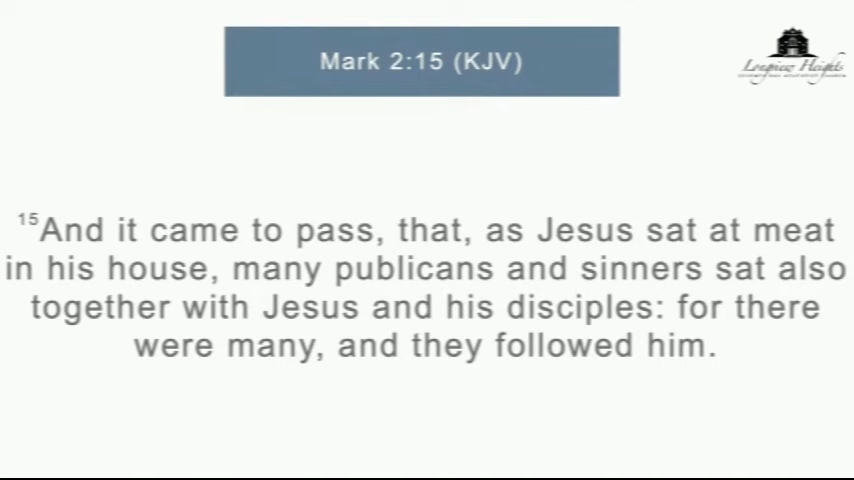 Mark 2:15 (KJV)
Longview Heights
¹⁵And it came to pass, that, as Jesus sat at meat
in his house, many publicans and sinners sat also
together with Jesus and his disciples: for there
were many, and they followed him.